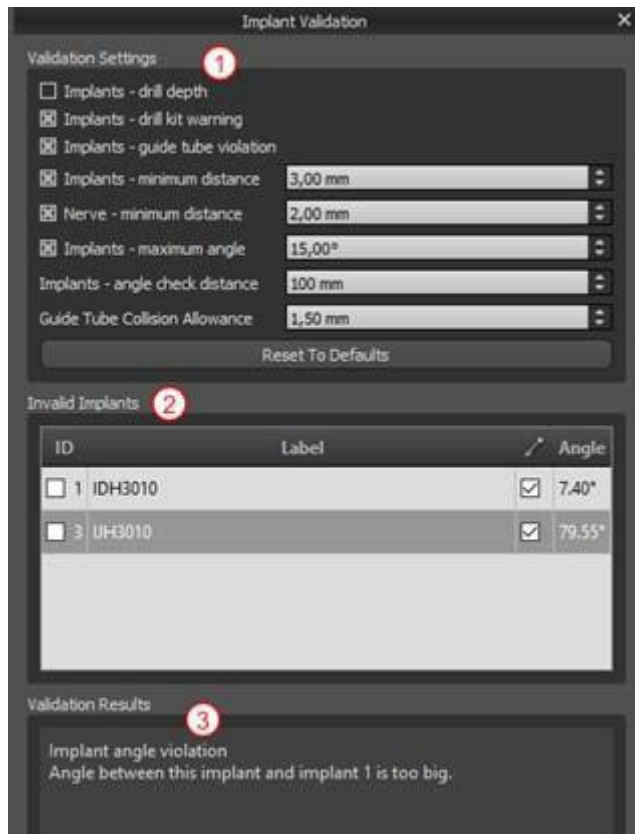 Implant Validation
Validation Settings
1
Implants - drill depth
Implants - drill kit warning
Implants - guide tube violation
Implants - minimum distance 3,00 mm
Nerve - minimum distance 2,00 mm
Implants - maximum angle 15,00°
Implants - angle check distance 100 mm
Guide Tube Collision Allowance 1,50 mm
Reset To Defaults
Invalid Implants 2
ID Label Angle
1 IDH3010 7.40°
3 IJH3010 79.55°
Validation Results
3
Implant angle violation
Angle between this implant and implant 1 is too big.